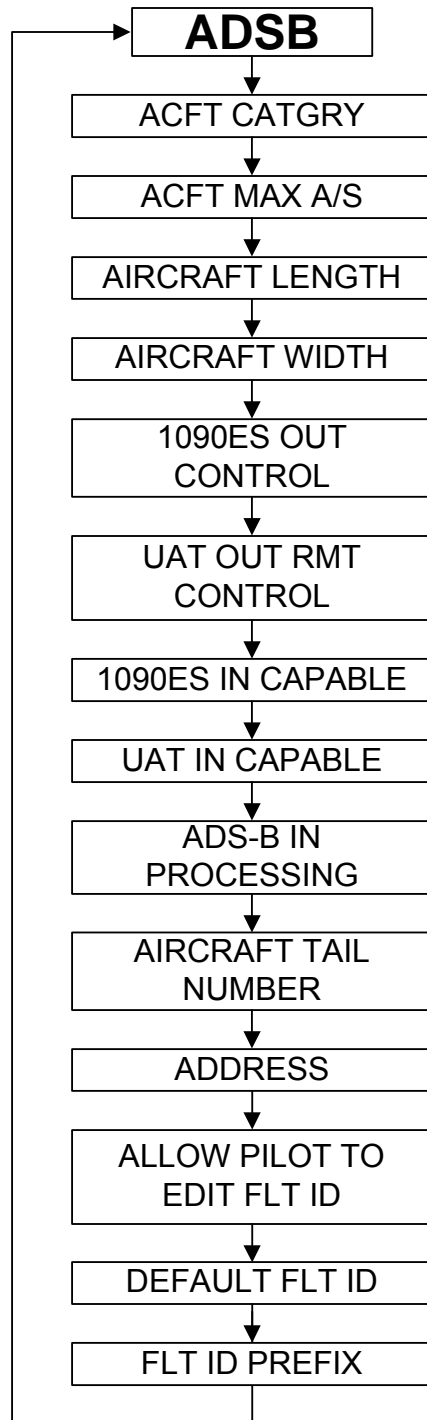 ADSB
ACFT CATGRY
ACFT MAX A/S
AIRCRAFT LENGTH
AIRCRAFT WIDTH
1090ES OUT
CONTROL
UAT OUT RMT
CONTROL
1090ES IN CAPABLE
UAT IN CAPABLE
ADS-B IN
PROCESSING
AIRCRAFT TAIL
NUMBER
ADDRESS
ALLOW PILOT TO
EDIT FLT ID
DEFAULT FLT ID
FLT ID PREFIX